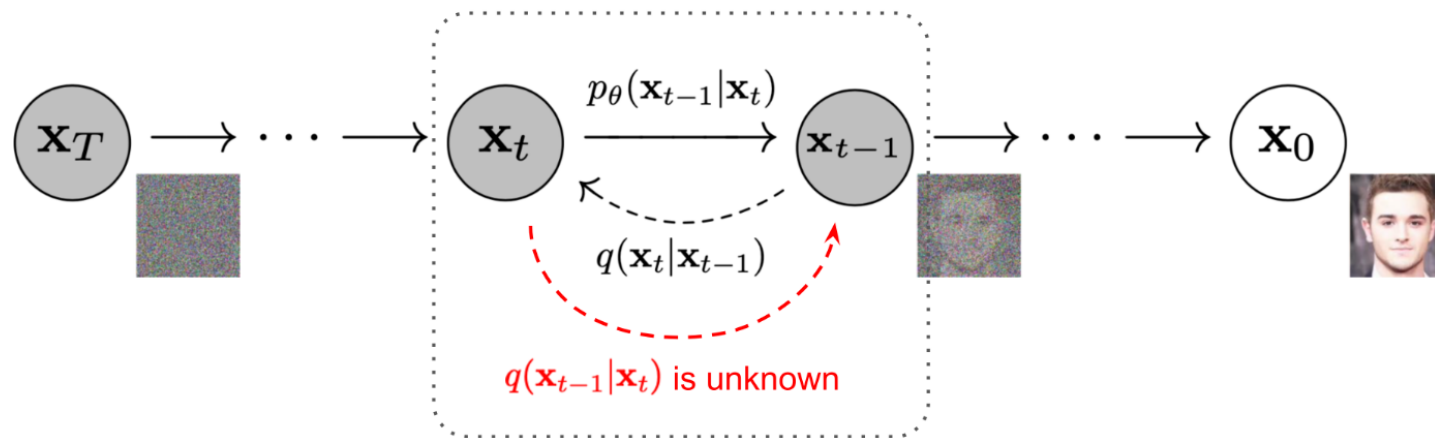 p_θ(x_{t−1}|x_t)
x_T ⋯ x_t x_{t−1} ⋯ x_0
q(x_t|x_{t−1})
q(x_{t−1}|x_t) is unknown